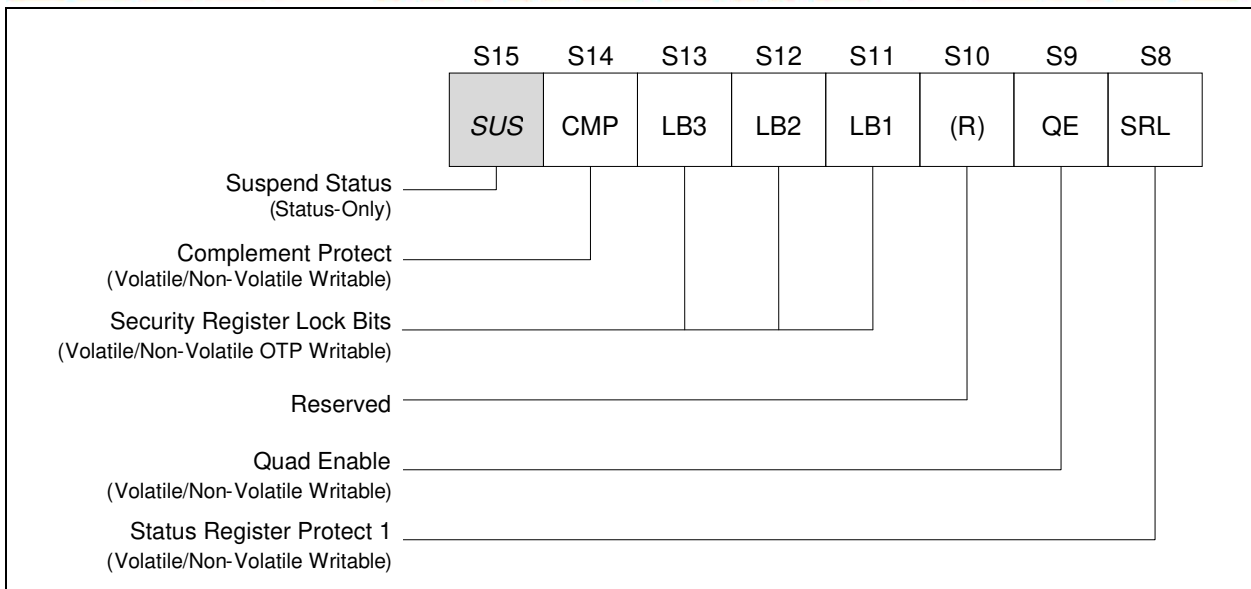 S15 S14 S13 S12 S11 S10 S9 S8
SUS CMP LB3 LB2 LB1 (R) QE SRL
Suspend Status
(Status-Only)
Complement Protect
(Volatile/Non-Volatile Writable)
Security Register Lock Bits
(Volatile/Non-Volatile OTP Writable)
Reserved
Quad Enable
(Volatile/Non-Volatile Writable)
Status Register Protect 1
(Volatile/Non-Volatile Writable)